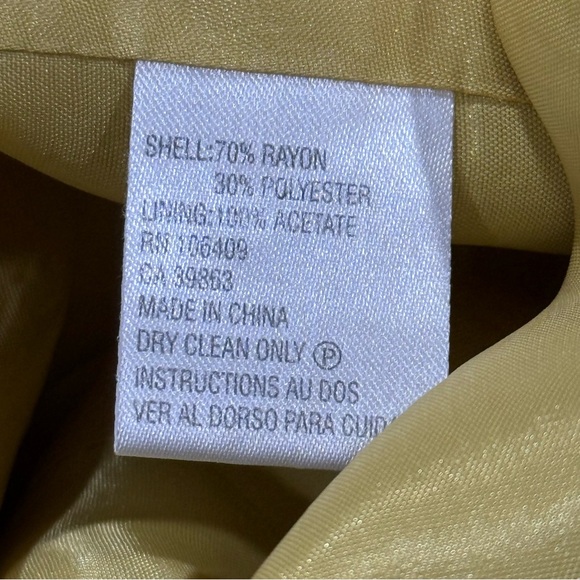 SHELL:70% RAYON
30% POLYESTER
LINING:100% ACETATE
RN 106409
CA 39863
MADE IN CHINA
DRY CLEAN ONLY Ⓟ
INSTRUCTIONS AU DOS
VER AL DORSO PARA